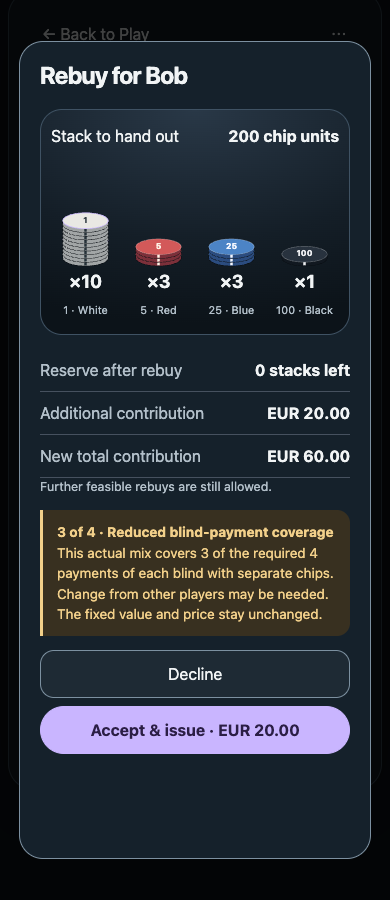 ← Back to Play ...
Rebuy for Bob
Stack to hand out 200 chip units
1 5 25 100
×10 ×3 ×3 ×1
1 · White 5 · Red 25 · Blue 100 · Black
Reserve after rebuy 0 stacks left
Additional contribution EUR 20.00
New total contribution EUR 60.00
Further feasible rebuys are still allowed.
3 of 4 · Reduced blind-payment coverage
This actual mix covers 3 of the required 4
payments of each blind with separate chips.
Change from other players may be needed.
The fixed value and price stay unchanged.
Decline
Accept & issue · EUR 20.00